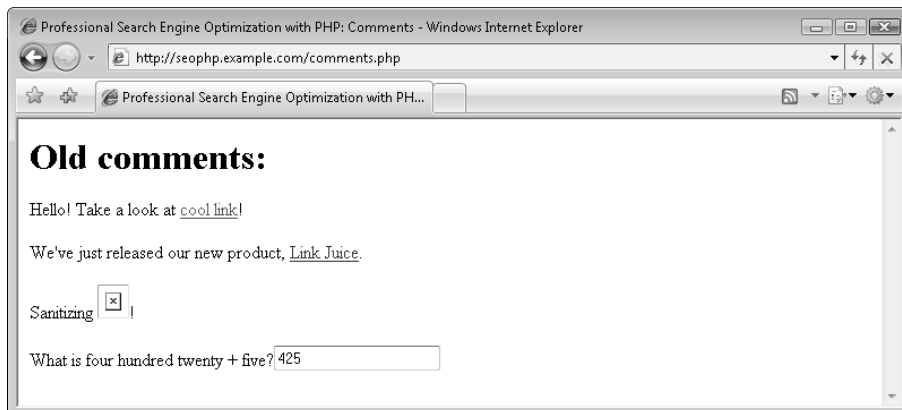 Professional Search Engine Optimization with PHP: Comments - Windows Internet Explorer
http://seophp.example.com/comments.php
Professional Search Engine Optimization with PH...
Old comments:
Hello! Take a look at cool link!
We've just released our new product, Link Juice.
Sanitizing !
What is four hundred twenty + five? 425